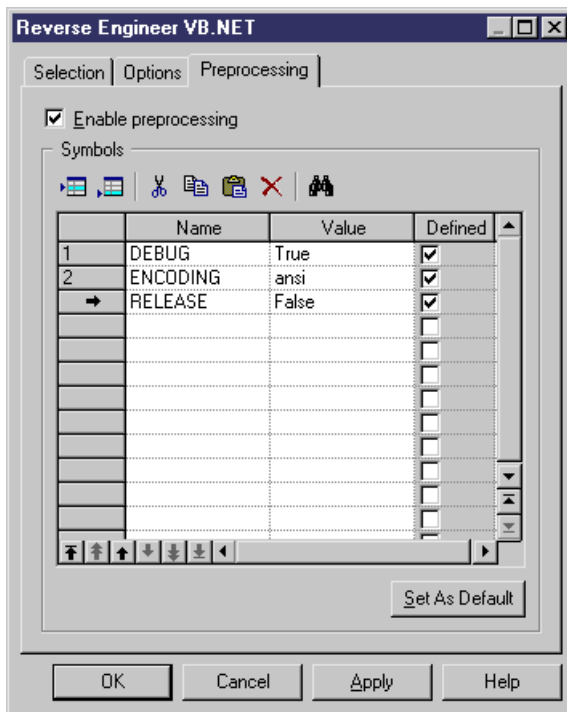 Reverse Engineer VB.NET
Selection Options Preprocessing
Enable preprocessing
Symbols
Name Value Defined
1 DEBUG True
2 ENCODING ansi
RELEASE False
Set As Default
OK Cancel Apply Help